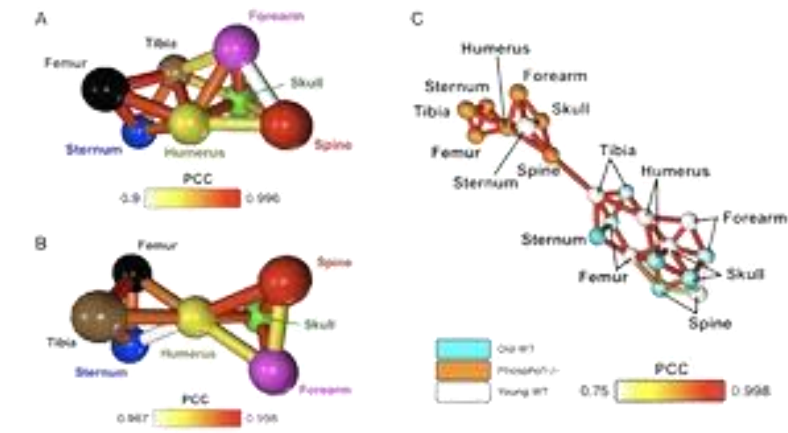 A
Forearm
Tibia
Femur
Skull
Sternum
Humerus
Spine
PCC
0.9
0.996
B
Femur
Spine
Tibia
Skull
Sternum
Humerus
Forearm
PCC
0.967
C
Humerus
Sternum
Forearm
Tibia
Skull
Femur
Spine
Sternum
Tibia
Humerus
Forearm
Sternum
Femur
Skull
Spine
Old WT
Phospho1-/-
Young WT
PCC
0.75
0.998